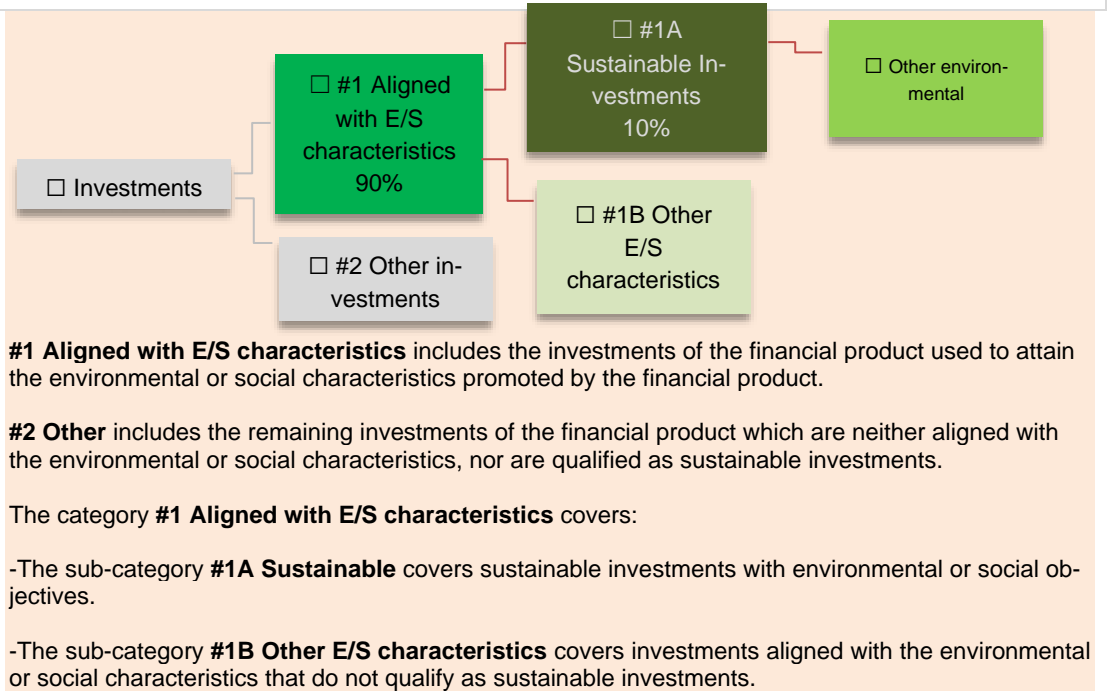 ☐ #1A
Sustainable In-
vestments
10%
☐ Other environ-
mental
☐ #1 Aligned
with E/S
characteristics
90%
☐ Investments
☐ #1B Other
E/S
characteristics
☐ #2 Other in-
vestments
#1 Aligned with E/S characteristics includes the investments of the financial product used to attain
the environmental or social characteristics promoted by the financial product.
#2 Other includes the remaining investments of the financial product which are neither aligned with
the environmental or social characteristics, nor are qualified as sustainable investments.
The category #1 Aligned with E/S characteristics covers:
-The sub-category #1A Sustainable covers sustainable investments with environmental or social ob-
jectives.
-The sub-category #1B Other E/S characteristics covers investments aligned with the environmental
or social characteristics that do not qualify as sustainable investments.